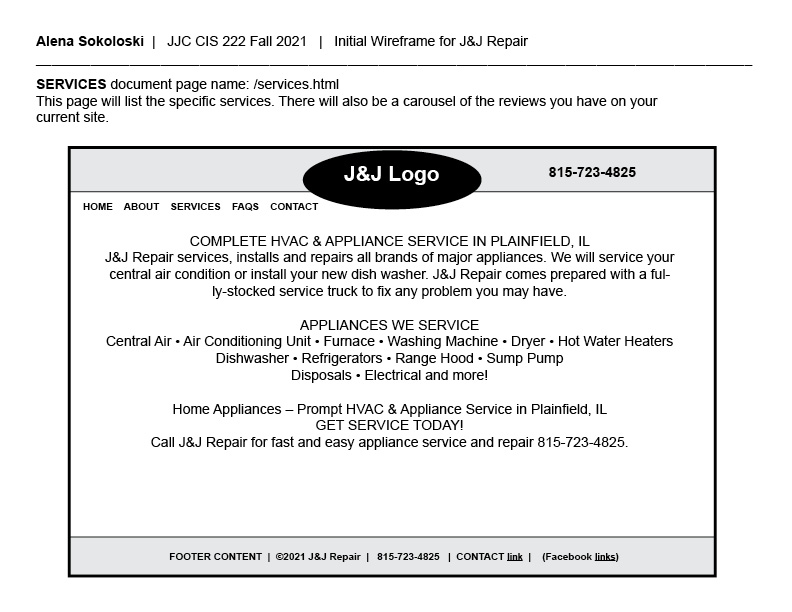 Alena Sokoloski | JJC CIS 222 Fall 2021 | Initial Wireframe for J&J Repair
SERVICES document page name: /services.html
This page will list the specific services. There will also be a carousel of the reviews you have on your
current site.
J&J Logo
815-723-4825
HOME ABOUT SERVICES FAQS CONTACT
COMPLETE HVAC & APPLIANCE SERVICE IN PLAINFIELD, IL
J&J Repair services, installs and repairs all brands of major appliances. We will service your
central air condition or install your new dish washer. J&J Repair comes prepared with a ful-
ly-stocked service truck to fix any problem you may have.
APPLIANCES WE SERVICE
Central Air • Air Conditioning Unit • Furnace • Washing Machine • Dryer • Hot Water Heaters
Dishwasher • Refrigerators • Range Hood • Sump Pump
Disposals • Electrical and more!
Home Appliances – Prompt HVAC & Appliance Service in Plainfield, IL
GET SERVICE TODAY!
Call J&J Repair for fast and easy appliance service and repair 815-723-4825.
FOOTER CONTENT | ©2021 J&J Repair | 815-723-4825 | CONTACT link | (Facebook links)